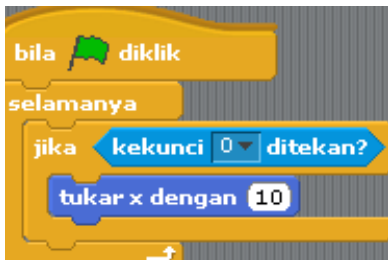 bila diklik
selamanya
jika kekunci 0 ditekan?
tukar x dengan 10